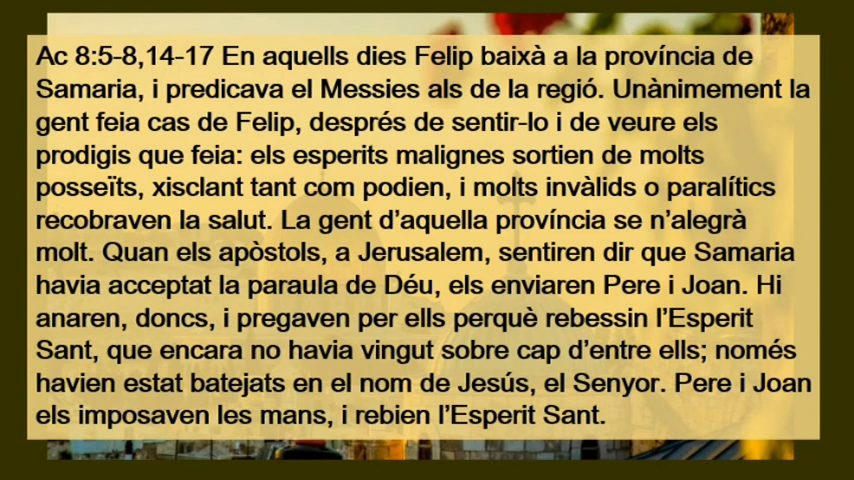 Ac 8:5-8,14-17 En aquells dies Felip baixà a la província de
Samaria, i predicava el Messies als de la regió. Unànimement la
gent feia cas de Felip, després de sentir-lo i de veure els
prodigis que feia: els esperits malignes sortien de molts
posseïts, xisclant tant com podien, i molts invàlids o paralítics
recobraven la salut. La gent d’aquella província se n’alegrà
molt. Quan els apòstols, a Jerusalem, sentiren dir que Samaria
havia acceptat la paraula de Déu, els enviaren Pere i Joan. Hi
anaren, doncs, i pregaven per ells perquè rebessin l’Esperit
Sant, que encara no havia vingut sobre cap d’entre ells; només
havien estat batejats en el nom de Jesús, el Senyor. Pere i Joan
els imposaven les mans, i rebien l’Esperit Sant.